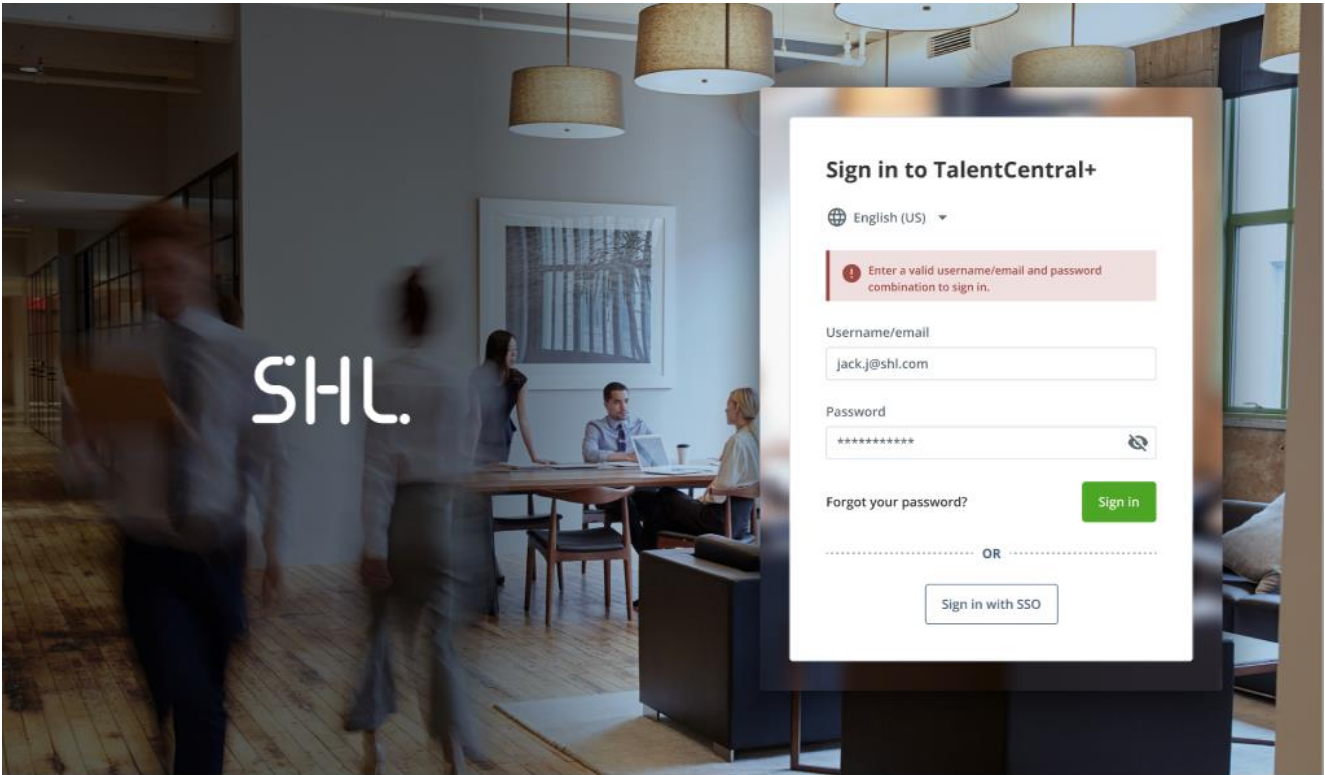 SHL.
Sign in to TalentCentral+
English (US)
Enter a valid username/email and password
combination to sign in.
Username/email
jack.j@shl.com
Password
***********
Forgot your password?
Sign in
OR
Sign in with SSO